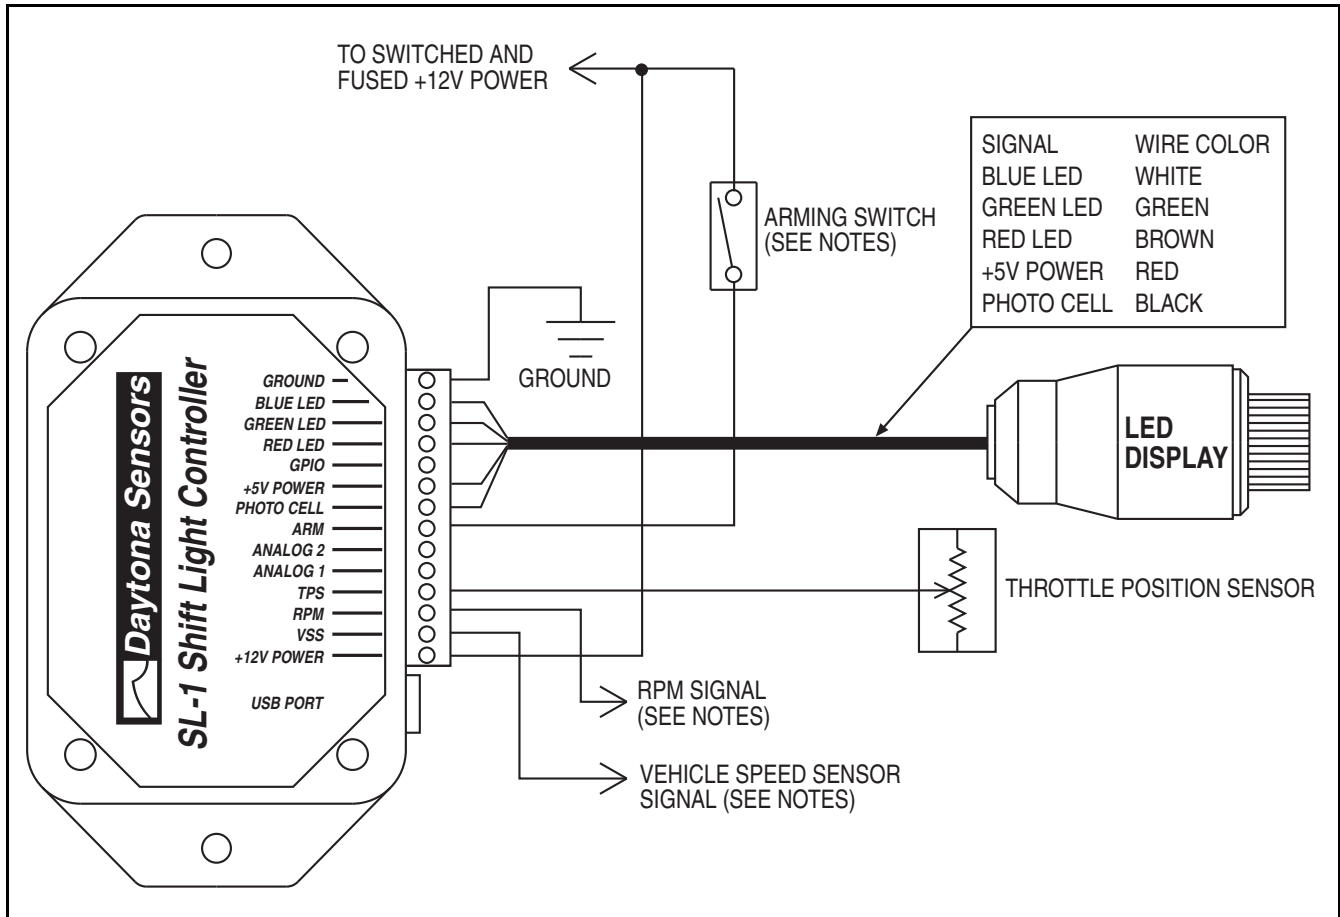 TO SWITCHED AND
FUSED +12V POWER
SIGNAL WIRE COLOR
BLUE LED WHITE
GREEN LED GREEN
RED LED BROWN
+5V POWER RED
PHOTO CELL BLACK
ARMING SWITCH
(SEE NOTES)
GROUND
Daytona Sensors
SL-1 Shift Light Controller
GROUND
BLUE LED
GREEN LED
RED LED
GPIO
+5V POWER
PHOTO CELL
ARM
ANALOG 2
ANALOG 1
TPS
RPM
VSS
+12V POWER
USB PORT
LED
DISPLAY
THROTTLE POSITION SENSOR
RPM SIGNAL
(SEE NOTES)
VEHICLE SPEED SENSOR
SIGNAL (SEE NOTES)